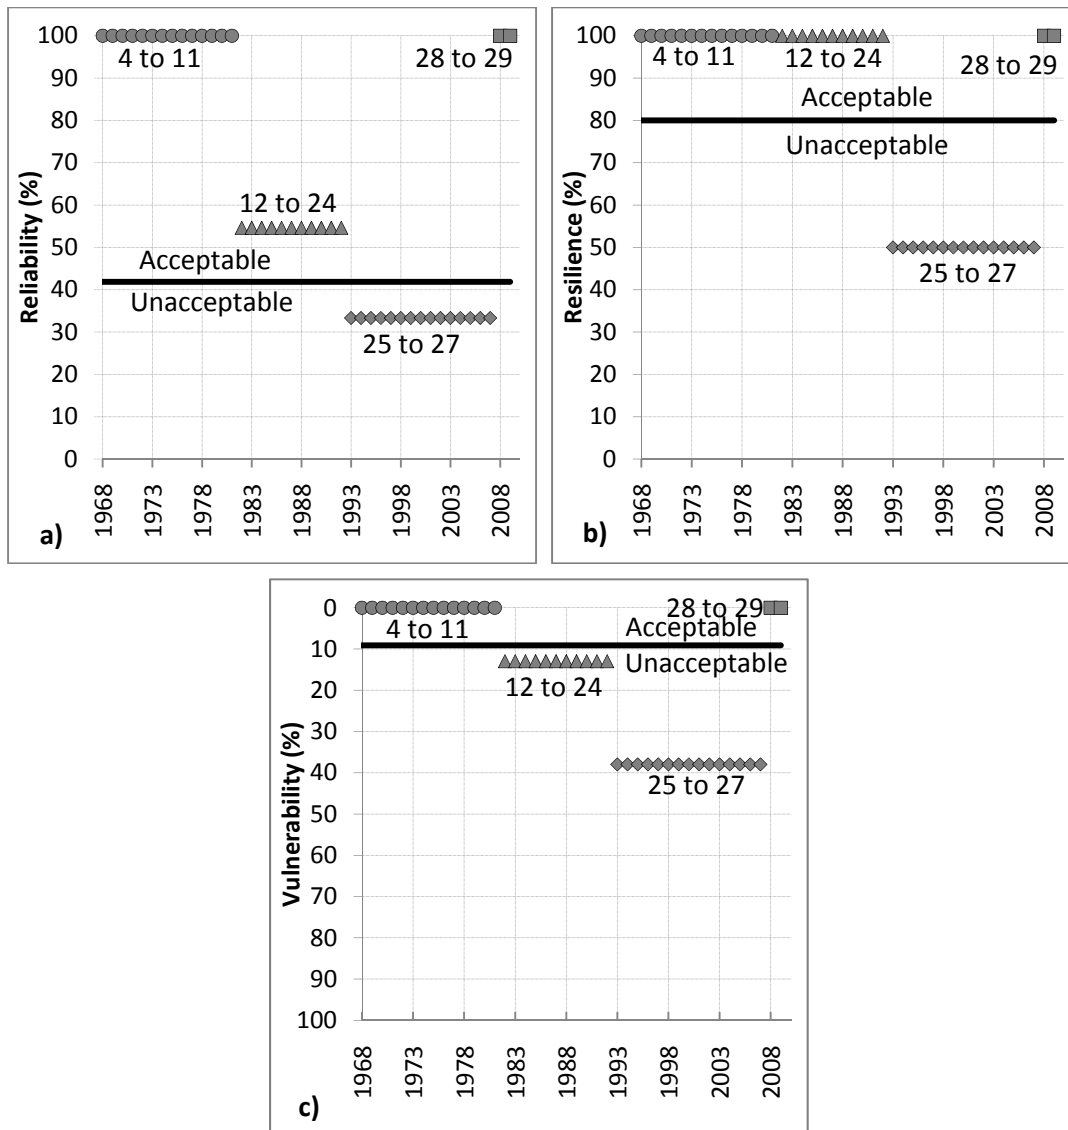 100
90
80
70
60
50
40
30
20
10
0
Reliability (%)
4 to 11
28 to 29
12 to 24
Acceptable
Unacceptable
25 to 27
1968
1973
1978
1983
1988
1993
1998
2003
2008
a)
100
90
80
70
60
50
40
30
20
10
0
Resilience (%)
4 to 11
12 to 24
28 to 29
Acceptable
Unacceptable
25 to 27
1968
1973
1978
1983
1988
1993
1998
2003
2008
b)
0
10
20
30
40
50
60
70
80
90
100
Vulnerability (%)
28 to 29
4 to 11
Acceptable
Unacceptable
12 to 24
25 to 27
1968
1973
1978
1983
1988
1993
1998
2003
2008
c)